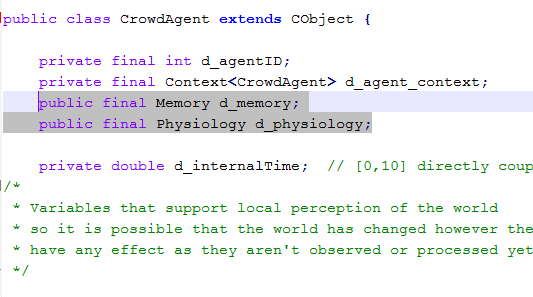 public class CrowdAgent extends CObject {
private final int d_agentID;
private final Context<CrowdAgent> d_agent_context;
public final Memory d_memory;
public final Physiology d_physiology;
private double d_internalTime;  // [0,10] directly coup
/*
* Variables that support local perception of the world
* so it is possible that the world has changed however the
* have any effect as they aren't observed or processed yet
*/